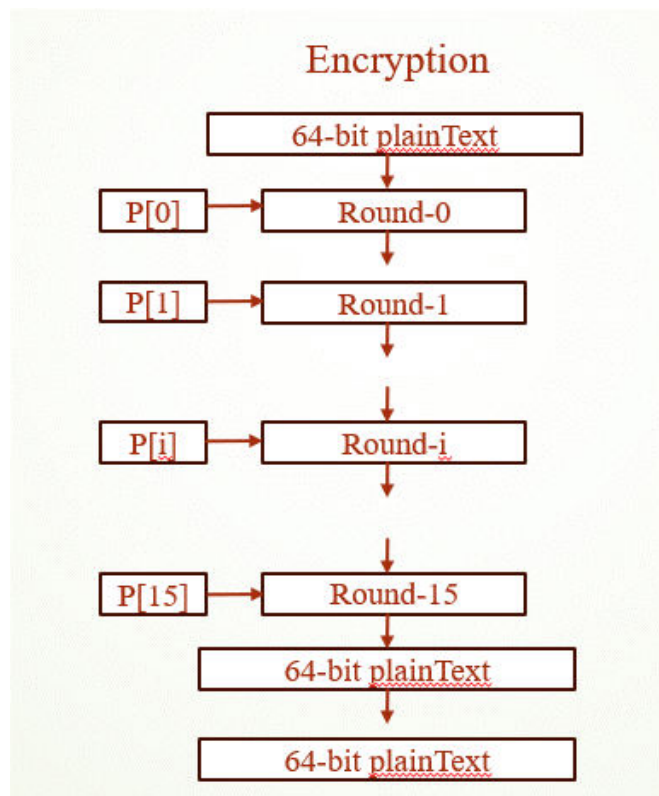 Encryption
64-bit plainText
P[0] Round-0
P[1] Round-1
P[i] Round-i
P[15] Round-15
64-bit plainText
64-bit plainText